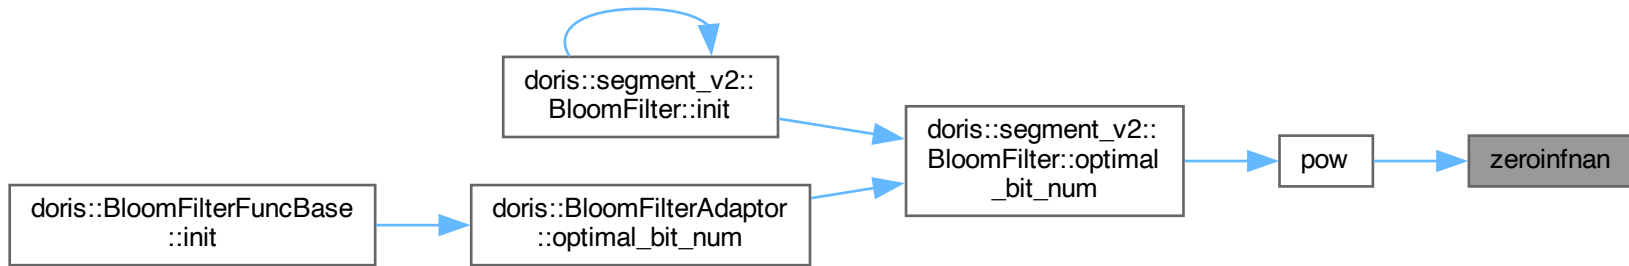 doris::segment_v2::
BloomFilter::init
doris::BloomFilterFuncBase
::init
doris::BloomFilterAdaptor
::optimal_bit_num
doris::segment_v2::
BloomFilter::optimal
_bit_num
pow
zeroinfnan